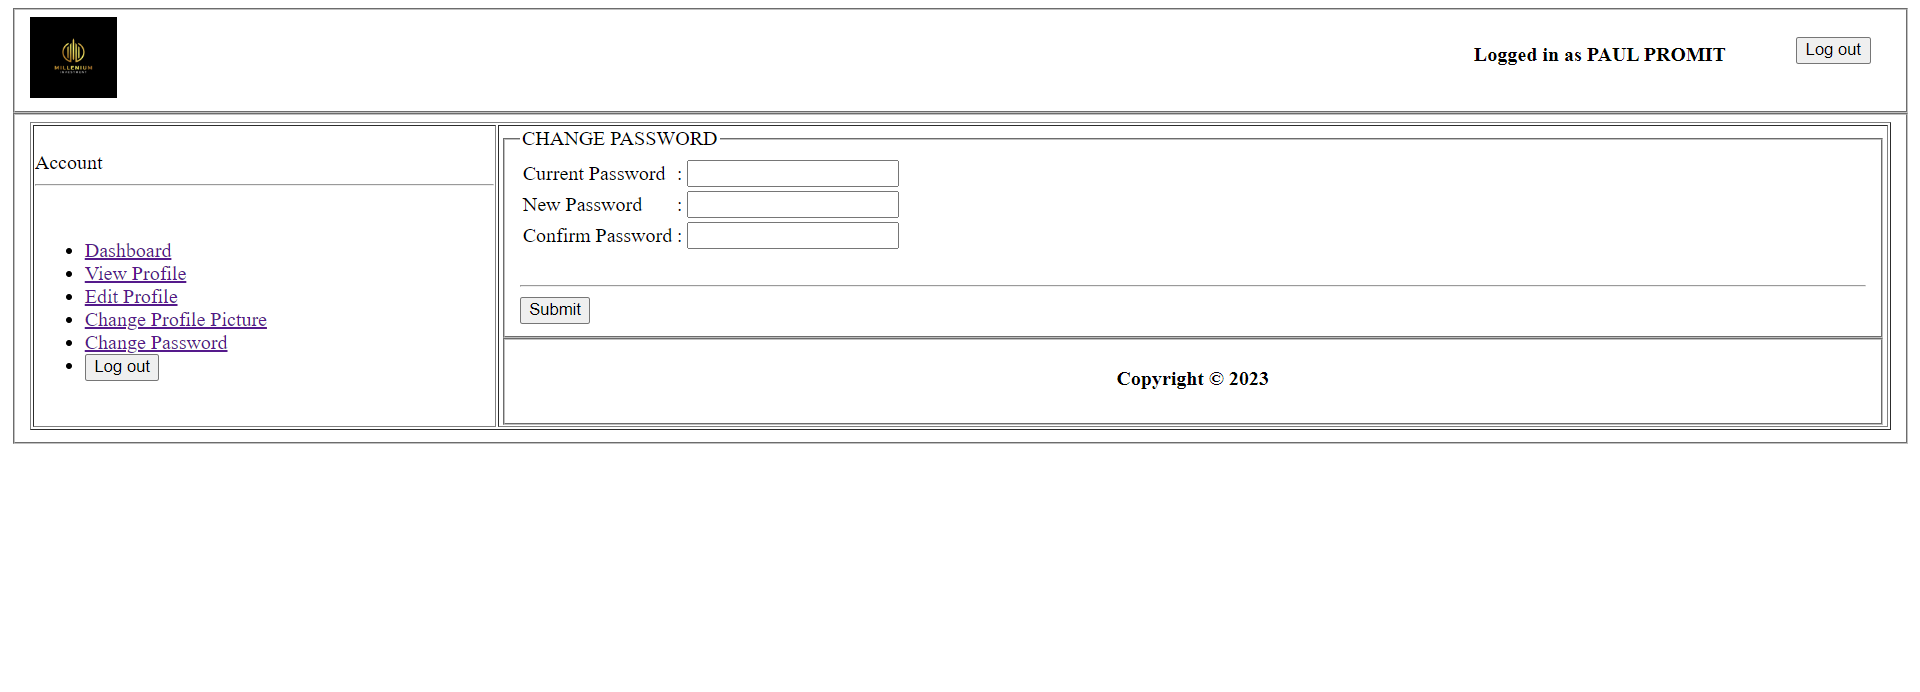 MILLENIUM
INVESTMENT
Logged in as PAUL PROMIT
Log out
Account
Dashboard
View Profile
Edit Profile
Change Profile Picture
Change Password
Log out
CHANGE PASSWORD
Current Password :
New Password :
Confirm Password :
Submit
Copyright © 2023